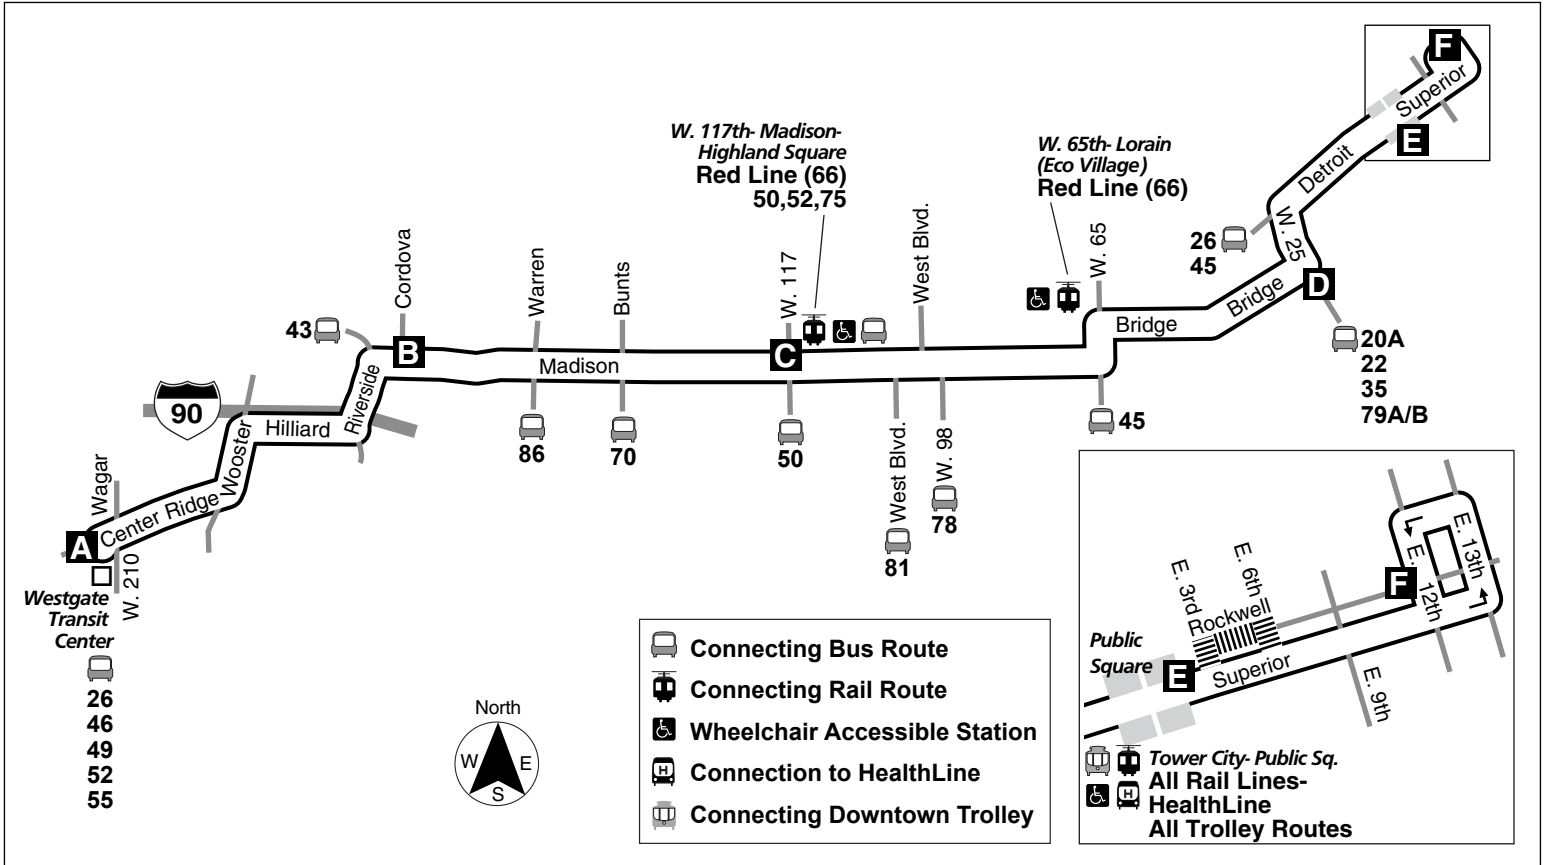 F
Superior
E
Detroit
W. 117th- Madison-
Highland Square
Red Line (66)
50,52,75
W. 65th- Lorain
(Eco Village)
Red Line (66)
W. 25
26
45
D
20A
22
35
79A/B
Bridge
Bridge
W. 65
45
West Blvd.
W. 117
C
Bunts
Warren
Cordova
43
B
Madison
86
70
50
West Blvd.
81
W. 98
78
90
Riverside
Hilliard
Wooster
Center Ridge
Wagar
A
W. 210
Westgate
Transit
Center
26
46
49
52
55
North
W
E
S
Connecting Bus Route
Connecting Rail Route
Wheelchair Accessible Station
H
Connection to HealthLine
Connecting Downtown Trolley
E. 13th
E. 12th
F
E. 6th
E. 3rd
Rockwell
Public
Square
E
Superior
E. 9th
Tower City- Public Sq.
All Rail Lines-
H
HealthLine
All Trolley Routes